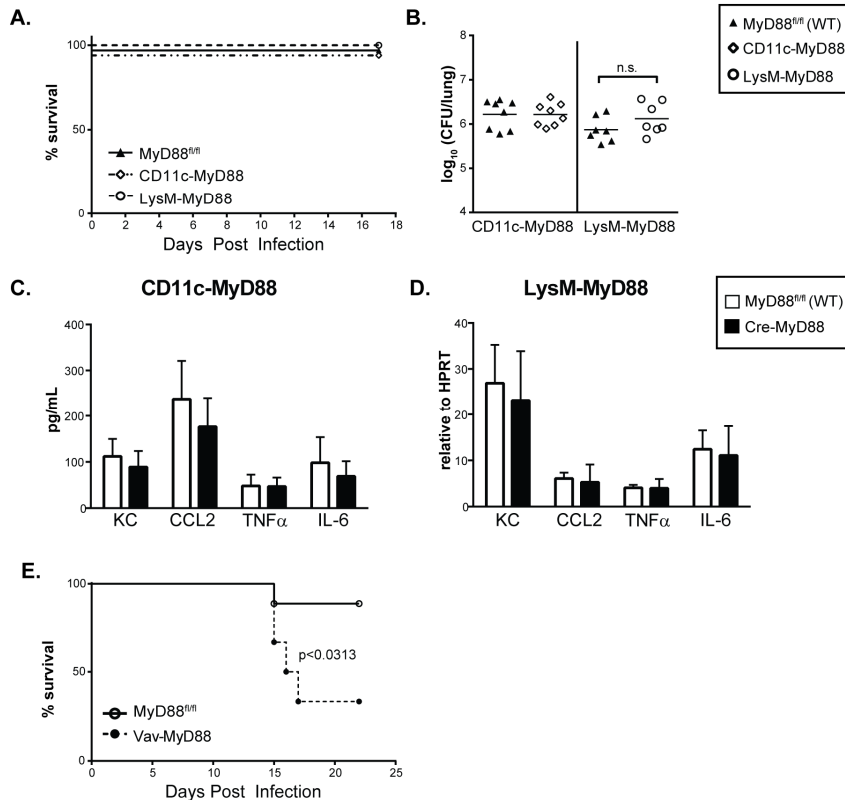 A.
100
50
0
% survival
MyD88fl/fl
CD11c-MyD88
LysM-MyD88
0 2 4 6 8 10 12 14 16 18
Days Post Infection
B.
8
7
6
5
4
log10 (CFU/lung)
n.s.
CD11c-MyD88 LysM-MyD88
MyD88fl/fl (WT)
CD11c-MyD88
LysM-MyD88
C.
CD11c-MyD88
400
300
200
100
0
pg/mL
KC CCL2 TNFα IL-6
D.
LysM-MyD88
40
30
20
10
0
relative to HPRT
KC CCL2 TNFα IL-6
MyD88fl/fl (WT)
Cre-MyD88
E.
100
50
0
% survival
p<0.0313
MyD88fl/fl
Vav-MyD88
0 5 10 15 20 25
Days Post Infection